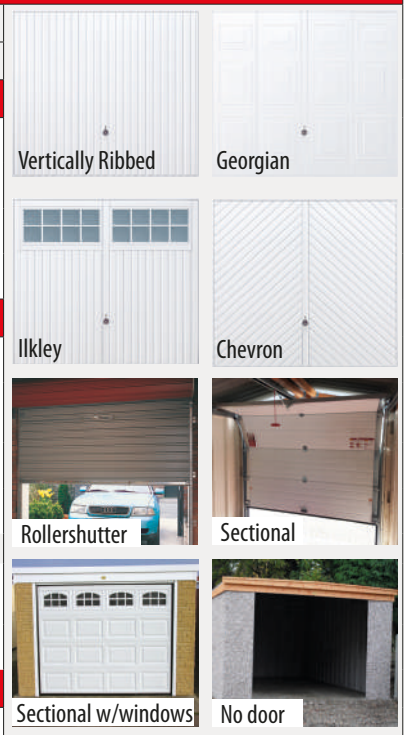 Vertically Ribbed
Georgian
Ilkley
Chevron
Rollershutter
Sectional
Sectional w/windows
No door